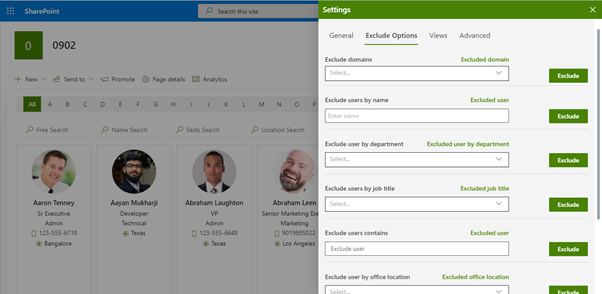 SharePoint
Search this site
0
0902
New
Send to
Promote
Page details
Analytics
All A B C D E F G H I J K L M N O P
Free Search
Name Search
Skills Search
Location Search
Aaron Tenney
Sr Executive
Admin
123-555-6718
Bangalore
Aayan Mukharji
Developer
Technical
Texas
Abraham Laughton
VP
Admin
123-555-6648
Texas
Abraham Leen
Senior Marketing Exe
Marketing
9019985022
Los Angeles
Settings
General
Exclude Options
Views
Advanced
Exclude domains
Excluded domain
Select...
Exclude
Exclude users by name
Excluded user
Enter name
Exclude
Exclude user by department
Excluded user by department
Select...
Exclude
Exclude users by job title
Excluded job title
Select...
Exclude
Exclude users contains
Excluded user
Exclude user
Exclude
Exclude user by office location
Excluded office location
Select...
Exclude